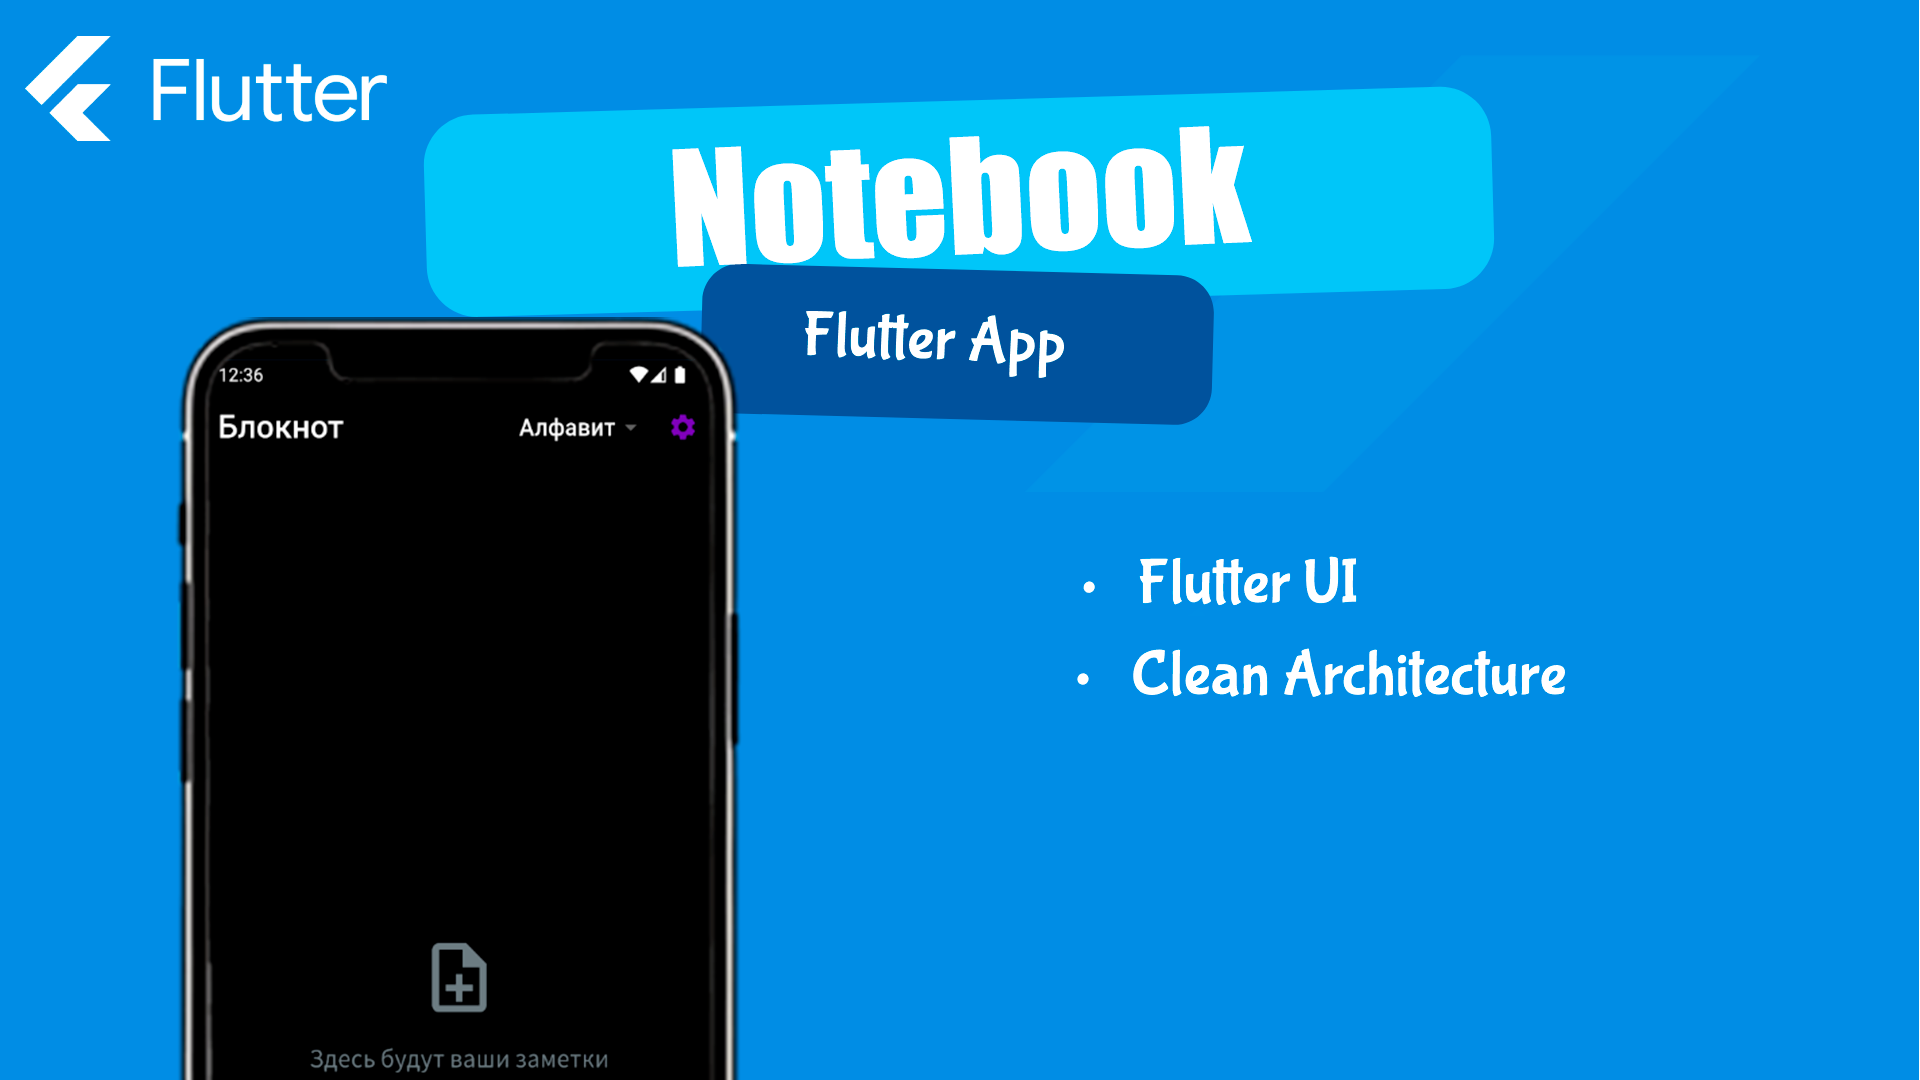 Flutter
Notebook
Flutter App
12:36
Блокнот
Алфавит
• Flutter UI
• Clean Architecture
Здесь будут ваши заметки